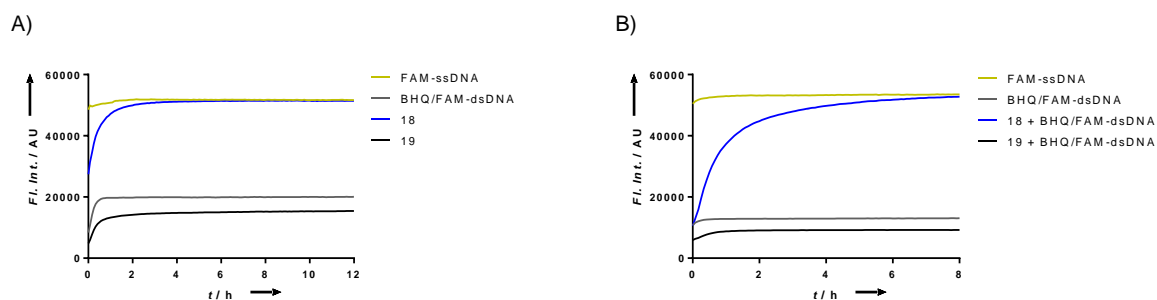 A)
60000
40000
20000
0
Fl. Int. / AU
0 2 4 6 8 10 12
t / h
FAM-ssDNA
BHQ/FAM-dsDNA
18
19
B)
60000
40000
20000
0
Fl. Int. / AU
0 2 4 6 8
t / h
FAM-ssDNA
BHQ/FAM-dsDNA
18 + BHQ/FAM-dsDNA
19 + BHQ/FAM-dsDNA